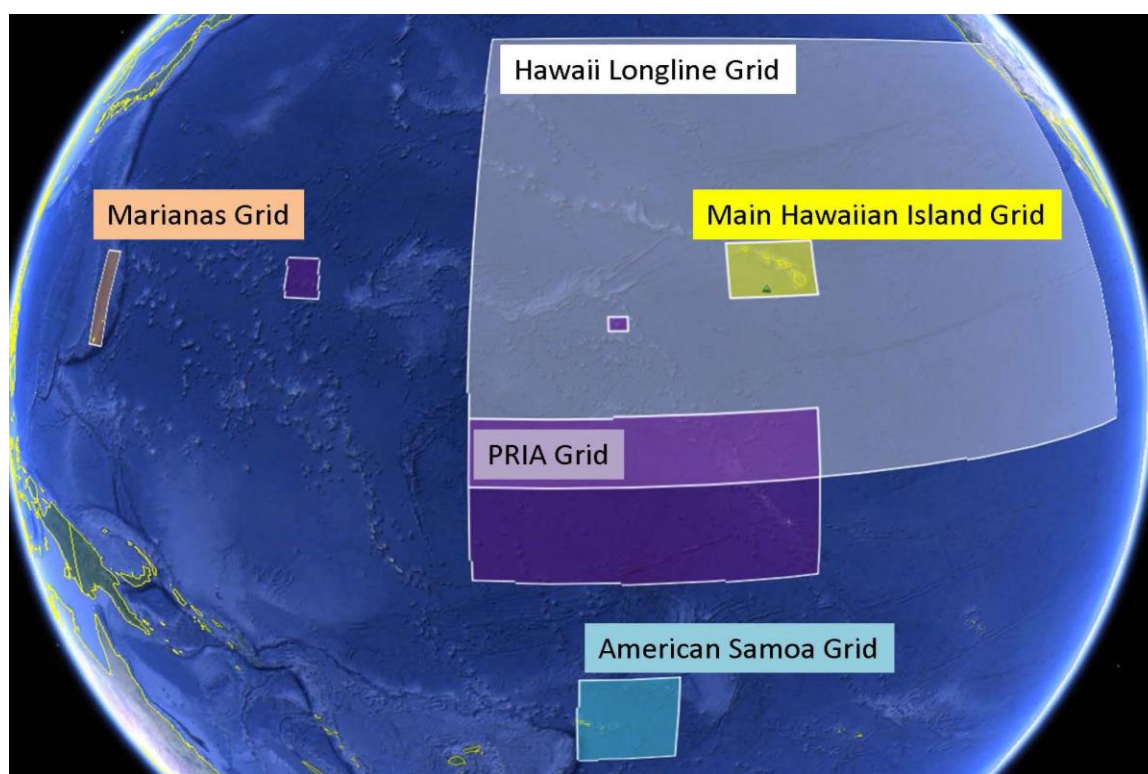 Hawaii Longline Grid
Marianas Grid
Main Hawaiian Island Grid
PRIA Grid
American Samoa Grid